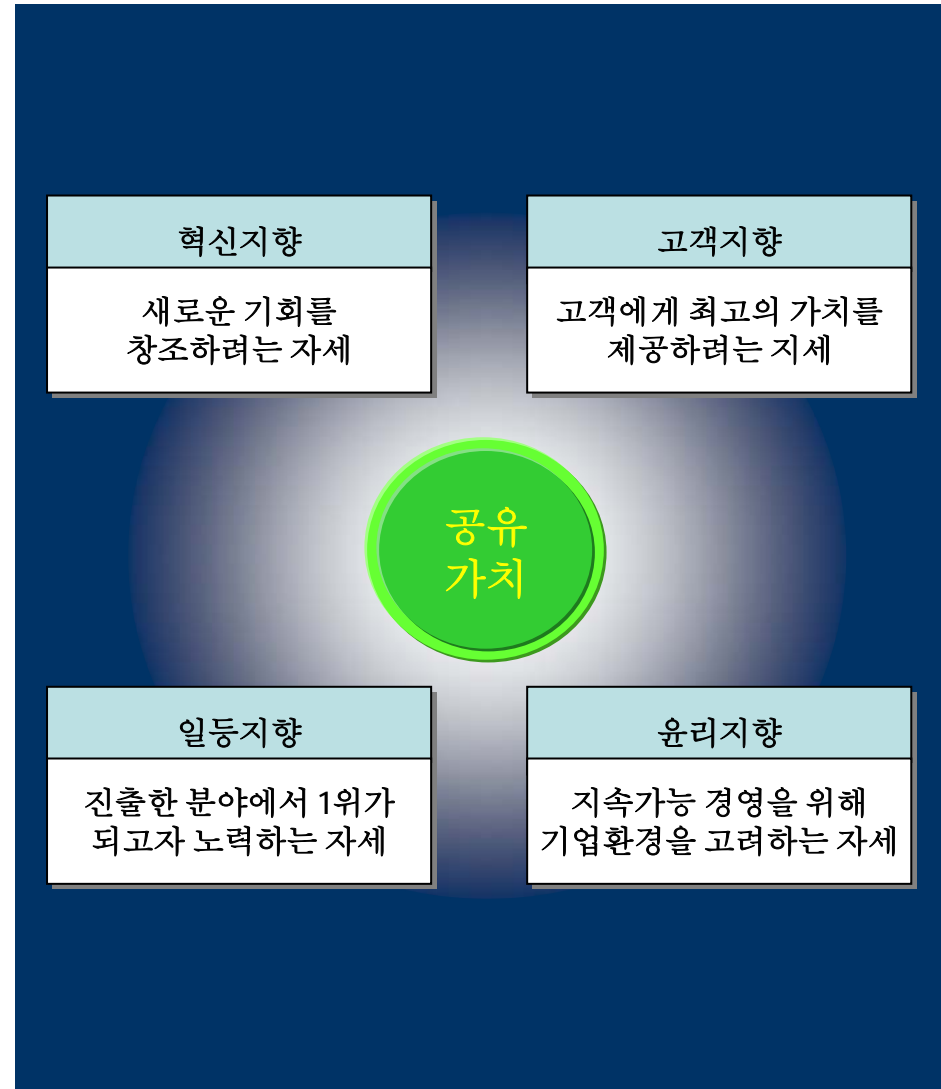 혁신지향
새로운 기회를
창조하려는 자세
고객지향
고객에게 최고의 가치를
제공하려는 지세
공유
가치
일등지향
진출한 분야에서 1위가
되고자 노력하는 자세
윤리지향
지속가능 경영을 위해
기업환경을 고려하는 자세